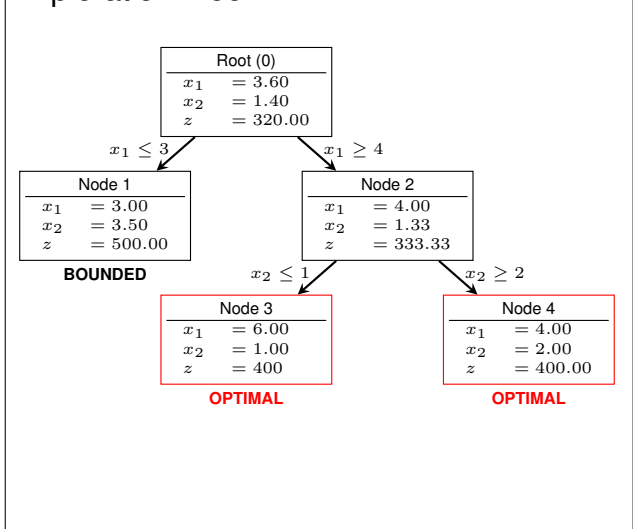 Root (0)
x₁ = 3.60
x₂ = 1.40
z = 320.00
x₁ ≤ 3
x₁ ≥ 4
Node 1
x₁ = 3.00
x₂ = 3.50
z = 500.00
BOUNDED
Node 2
x₁ = 4.00
x₂ = 1.33
z = 333.33
x₂ ≤ 1
x₂ ≥ 2
Node 3
x₁ = 6.00
x₂ = 1.00
z = 400
OPTIMAL
Node 4
x₁ = 4.00
x₂ = 2.00
z = 400.00
OPTIMAL